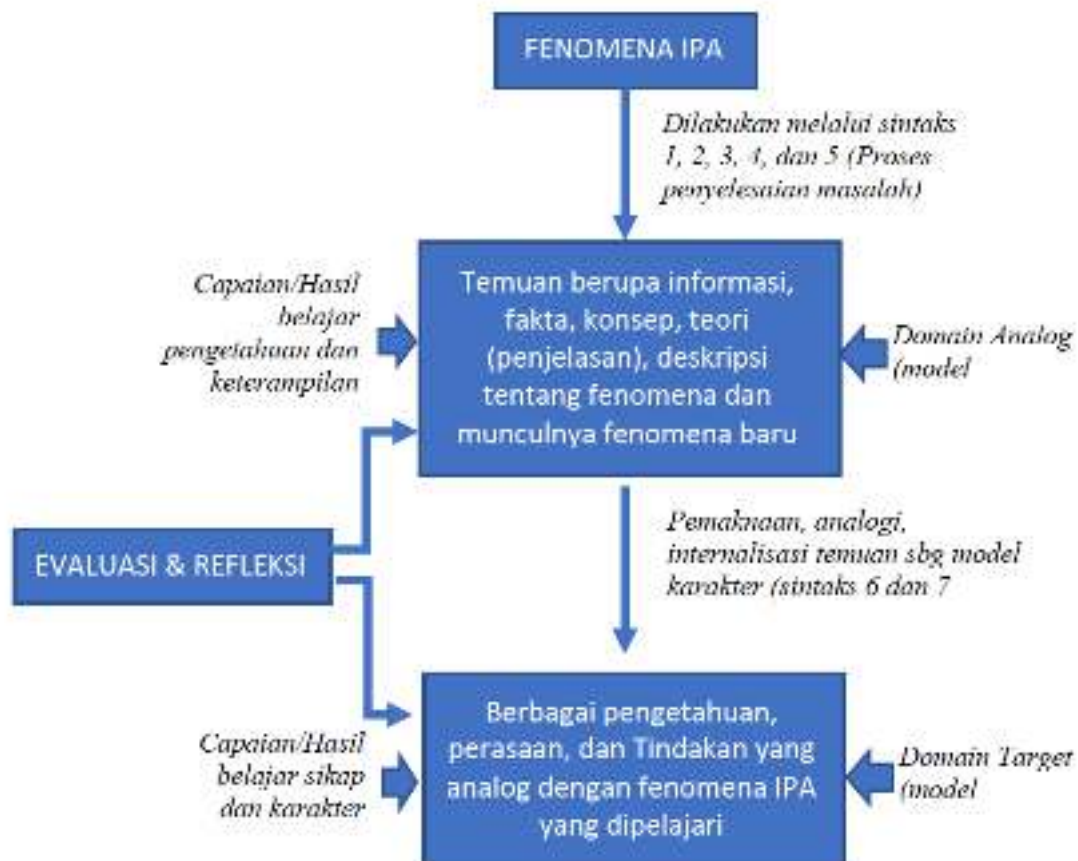 FENOMENA IPA
Dilakukan melalui sintaks
1, 2, 3, 4, dan 5 (Proses
penyelesaian masalah)
Capaian/Hasil
belajar
pengetahuan dan
keterampilan
Temuan berupa informasi,
fakta, konsep, teori
(penjelasan), deskripsi
tentang fenomena dan
munculnya fenomena baru
Domain Analog
(model
Pemaknaan, analogi,
internalisasi temuan sbg model
karakter (sintaks 6 dan 7
EVALUASI & REFLEKSI
Capaian/Hasil
belajar sikap
dan karakter
Berbagai pengetahuan,
perasaan, dan Tindakan yang
analog dengan fenomena IPA
yang dipelajari
Domain Target
(model